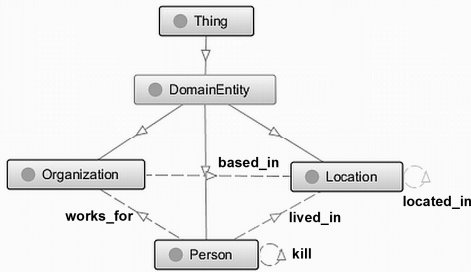 Thing
DomainEntity
based_in
Organization
Location
located_in
works_for
lived_in
Person
kill